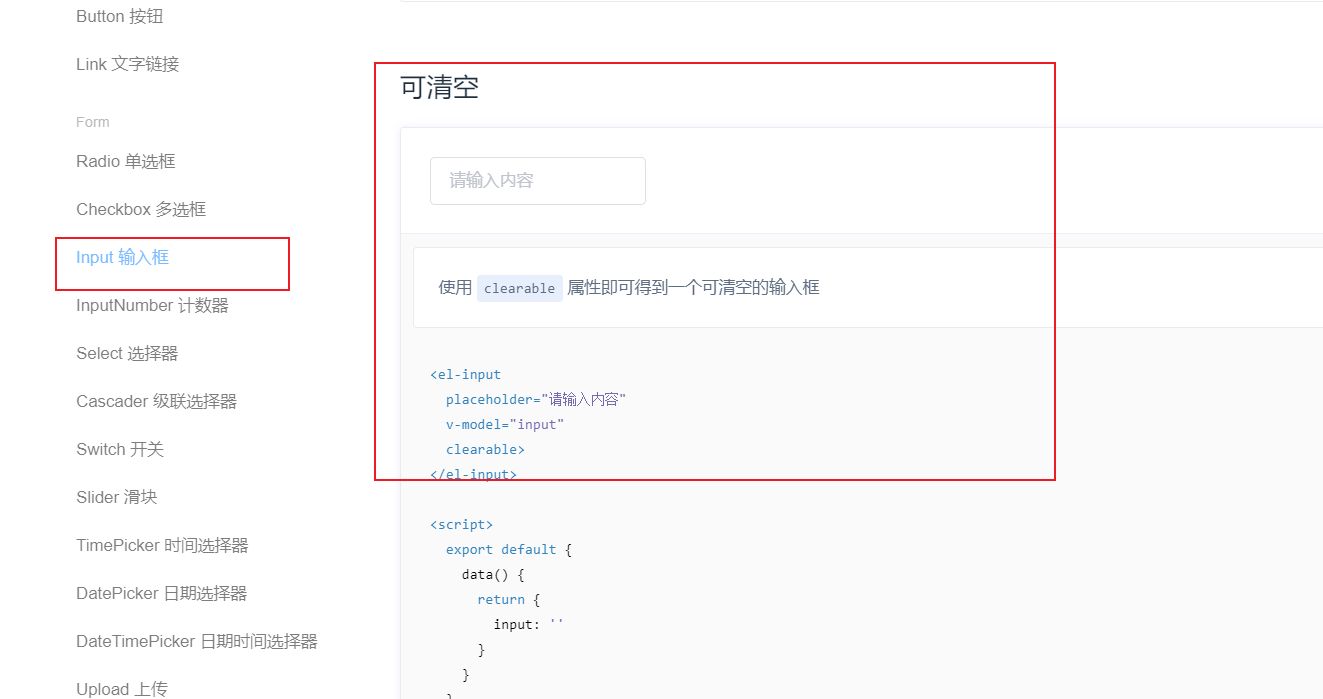 Button 按钮
Link 文字链接
Form
Radio 单选框
Checkbox 多选框
Input 输入框
InputNumber 计数器
Select 选择器
Cascader 级联选择器
Switch 开关
Slider 滑块
TimePicker 时间选择器
DatePicker 日期选择器
DateTimePicker 日期时间选择器
Upload 上传
可清空
请输入内容
使用 clearable 属性即可得到一个可清空的输入框
<el-input
  placeholder="请输入内容"
  v-model="input"
  clearable>
</el-input>
<script>
  export default {
    data() {
      return {
        input: ''
      }
    }
  }